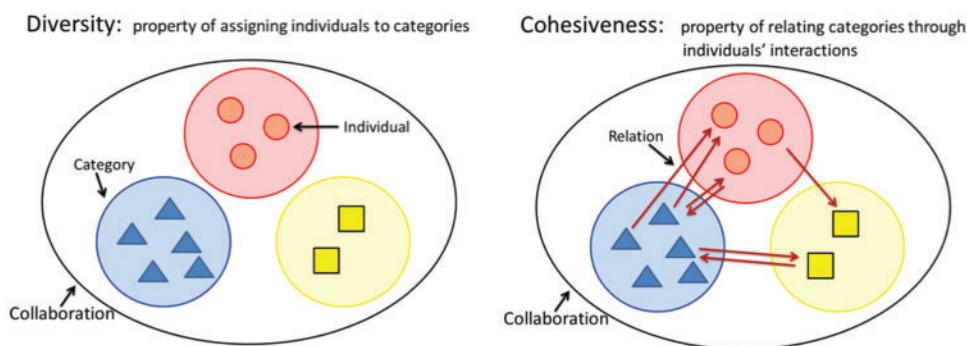 Diversity: property of assigning individuals to categories
Individual
Category
Collaboration
Cohesiveness: property of relating categories through
individuals' interactions
Relation
Collaboration